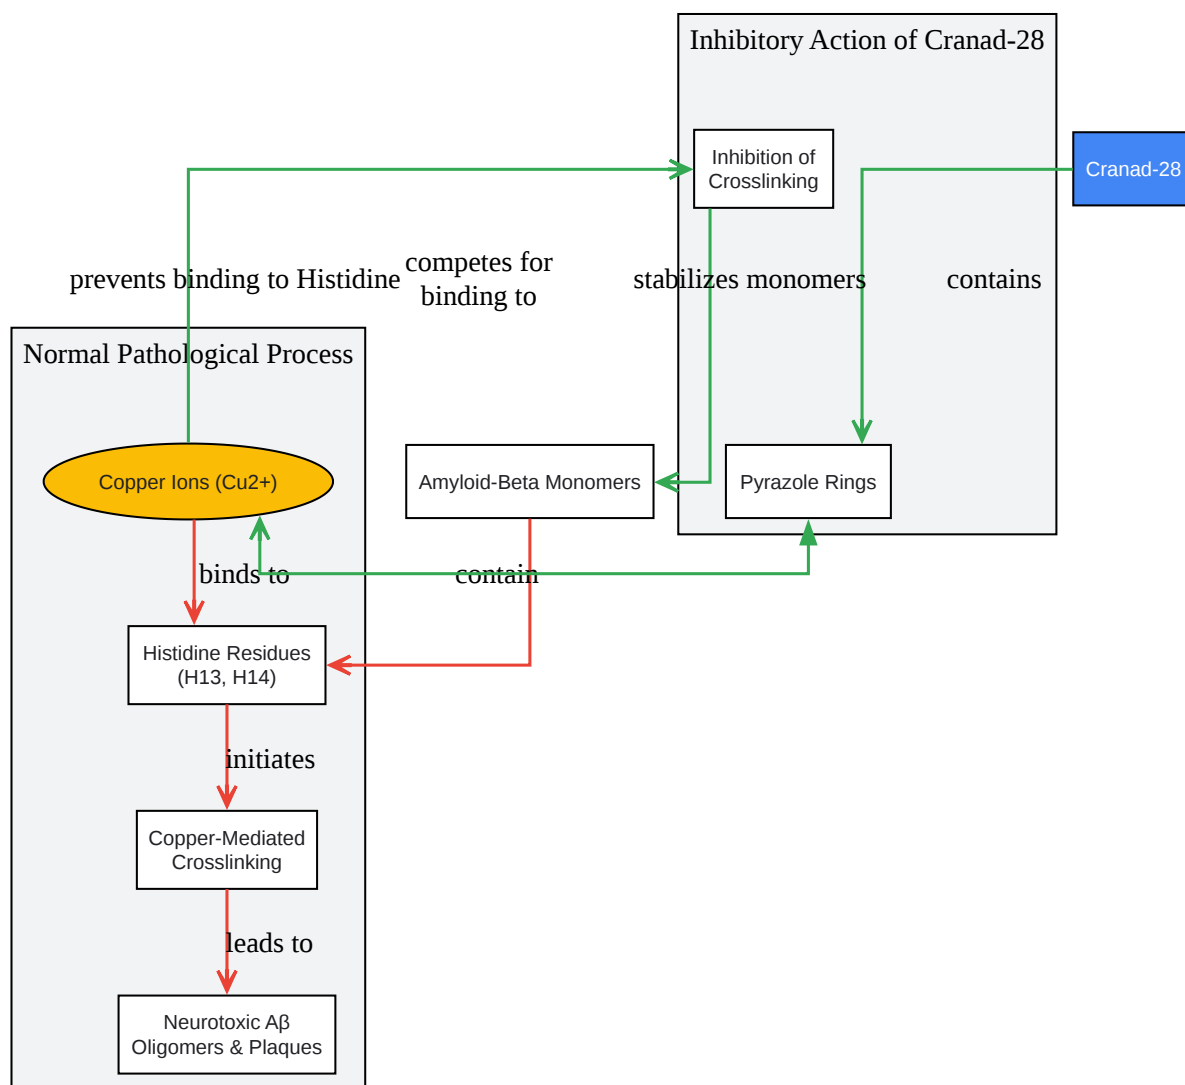 Inhibitory Action of Cranad-28
Inhibition of
Crosslinking
Cranad-28
prevents binding to Histidine
competes for
binding to
stabilizes monomers
contains
Normal Pathological Process
Copper Ions (Cu2+)
Amyloid-Beta Monomers
Pyrazole Rings
binds to
contain
Histidine Residues
(H13, H14)
initiates
Copper-Mediated
Crosslinking
leads to
Neurotoxic Aβ
Oligomers & Plaques